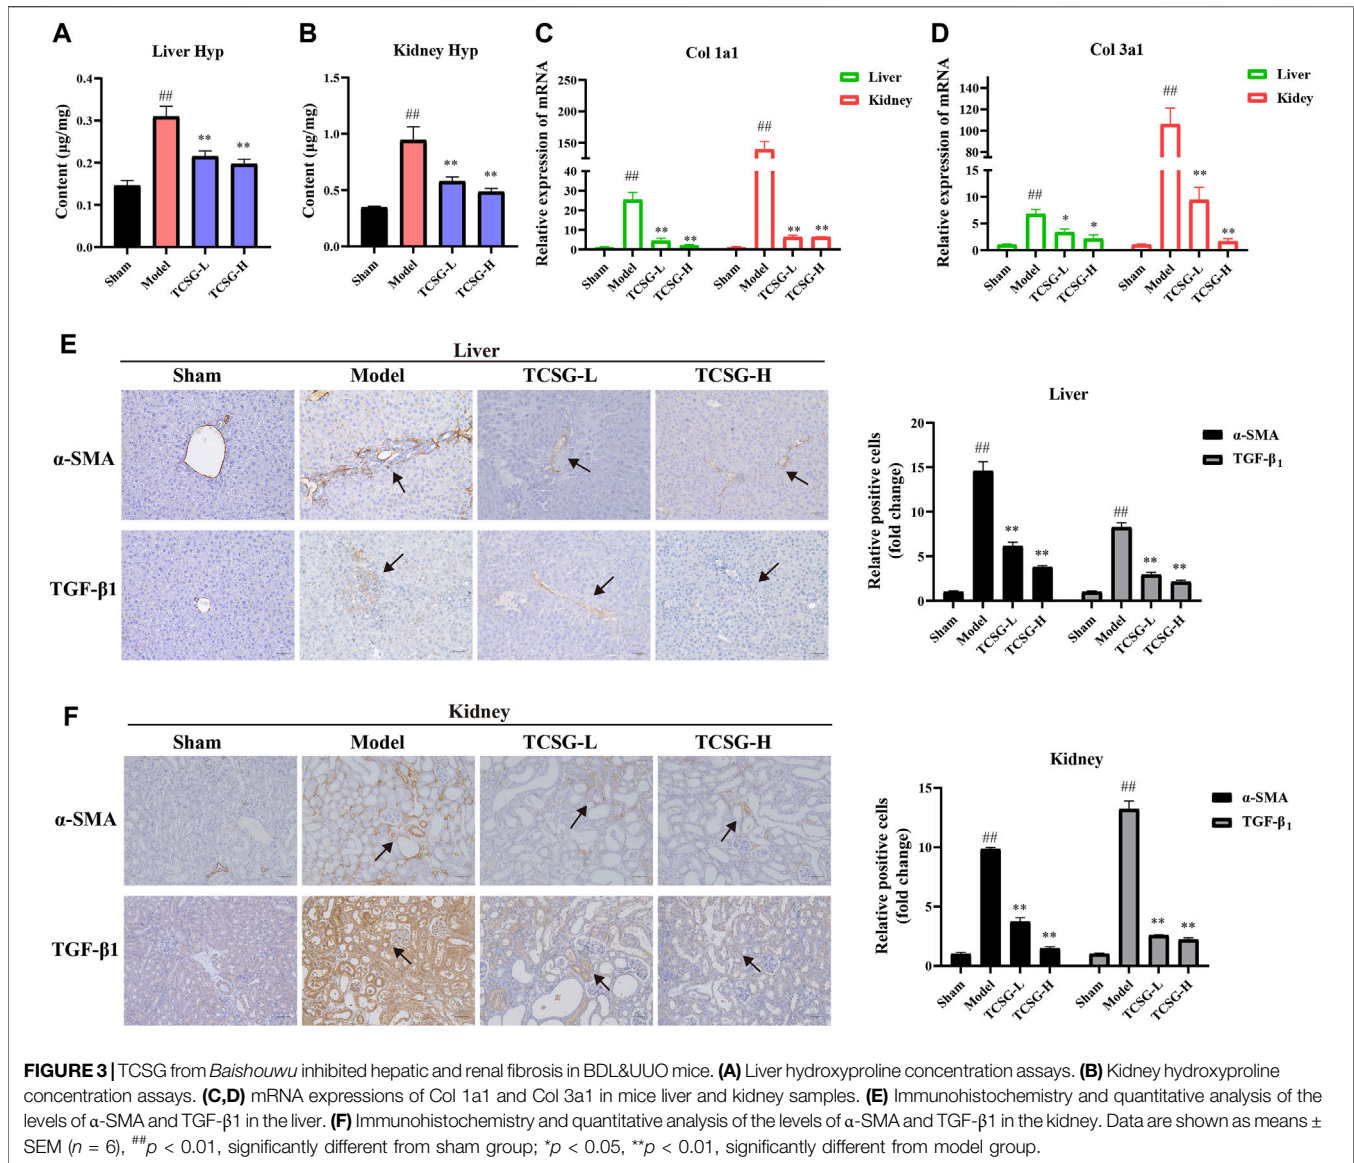 A
Liver Hyp
Content (μg/mg)
0.4
0.3
0.2
0.1
0.0
##
**
**
Sham
Model
TCSG-L
TCSG-H
B
Kidney Hyp
Content (μg/mg)
1.5
1.0
0.5
0.0
##
**
**
Sham
Model
TCSG-L
TCSG-H
C
Col 1a1
Relative expression of mRNA
250
200
150
100
40
30
20
10
0
##
**
**
##
**
**
Sham
Model
TCSG-L
TCSG-H
Sham
Model
TCSG-L
TCSG-H
Liver
Kidney
D
Col 3a1
Relative expression of mRNA
140
120
100
80
15
10
5
0
##
*
*
##
**
**
Sham
Model
TCSG-L
TCSG-H
Sham
Model
TCSG-L
TCSG-H
Liver
Kidey
E
Liver
Sham Model TCSG-L TCSG-H
α-SMA
TGF-β1
Liver
Relative positive cells
(fold change)
20
15
10
5
0
##
**
**
##
**
**
Sham
Model
TCSG-L
TCSG-H
Sham
Model
TCSG-L
TCSG-H
α-SMA
TGF-β₁
F
Kidney
Sham Model TCSG-L TCSG-H
α-SMA
TGF-β1
Kidney
Relative positive cells
(fold change)
15
10
5
0
##
**
**
##
**
**
Sham
Model
TCSG-L
TCSG-H
Sham
Model
TCSG-L
TCSG-H
α-SMA
TGF-β₁
FIGURE 3 | TCSG from Baishouwu inhibited hepatic and renal fibrosis in BDL&UUO mice. (A) Liver hydroxyproline concentration assays. (B) Kidney hydroxyproline
concentration assays. (C,D) mRNA expressions of Col 1a1 and Col 3a1 in mice liver and kidney samples. (E) Immunohistochemistry and quantitative analysis of the
levels of α-SMA and TGF-β1 in the liver. (F) Immunohistochemistry and quantitative analysis of the levels of α-SMA and TGF-β1 in the kidney. Data are shown as means ±
SEM (n = 6), ##p < 0.01, significantly different from sham group; *p < 0.05, **p < 0.01, significantly different from model group.